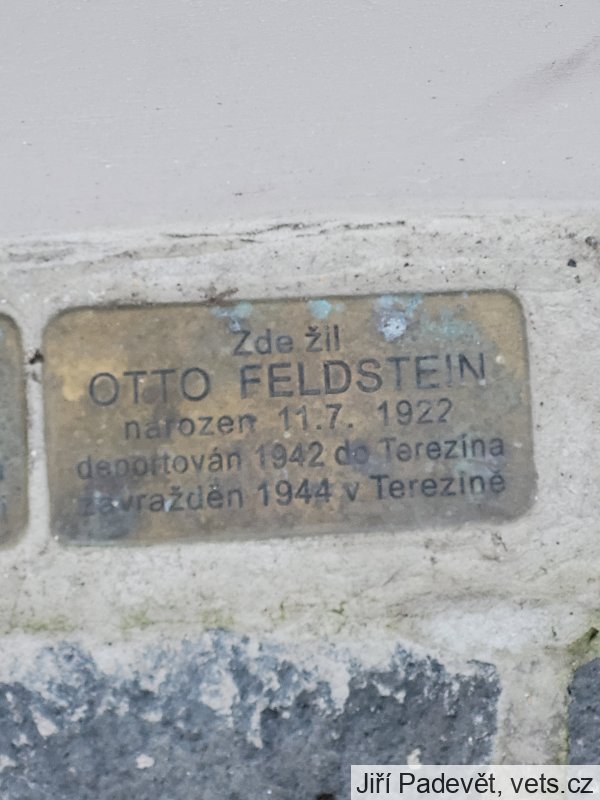 Zde žil
OTTO FELDSTEIN
narozen 11.7. 1922
deportován 1942 do Terezína
zavražděn 1944 v Terezíně
Jiří Padevět, vets.cz